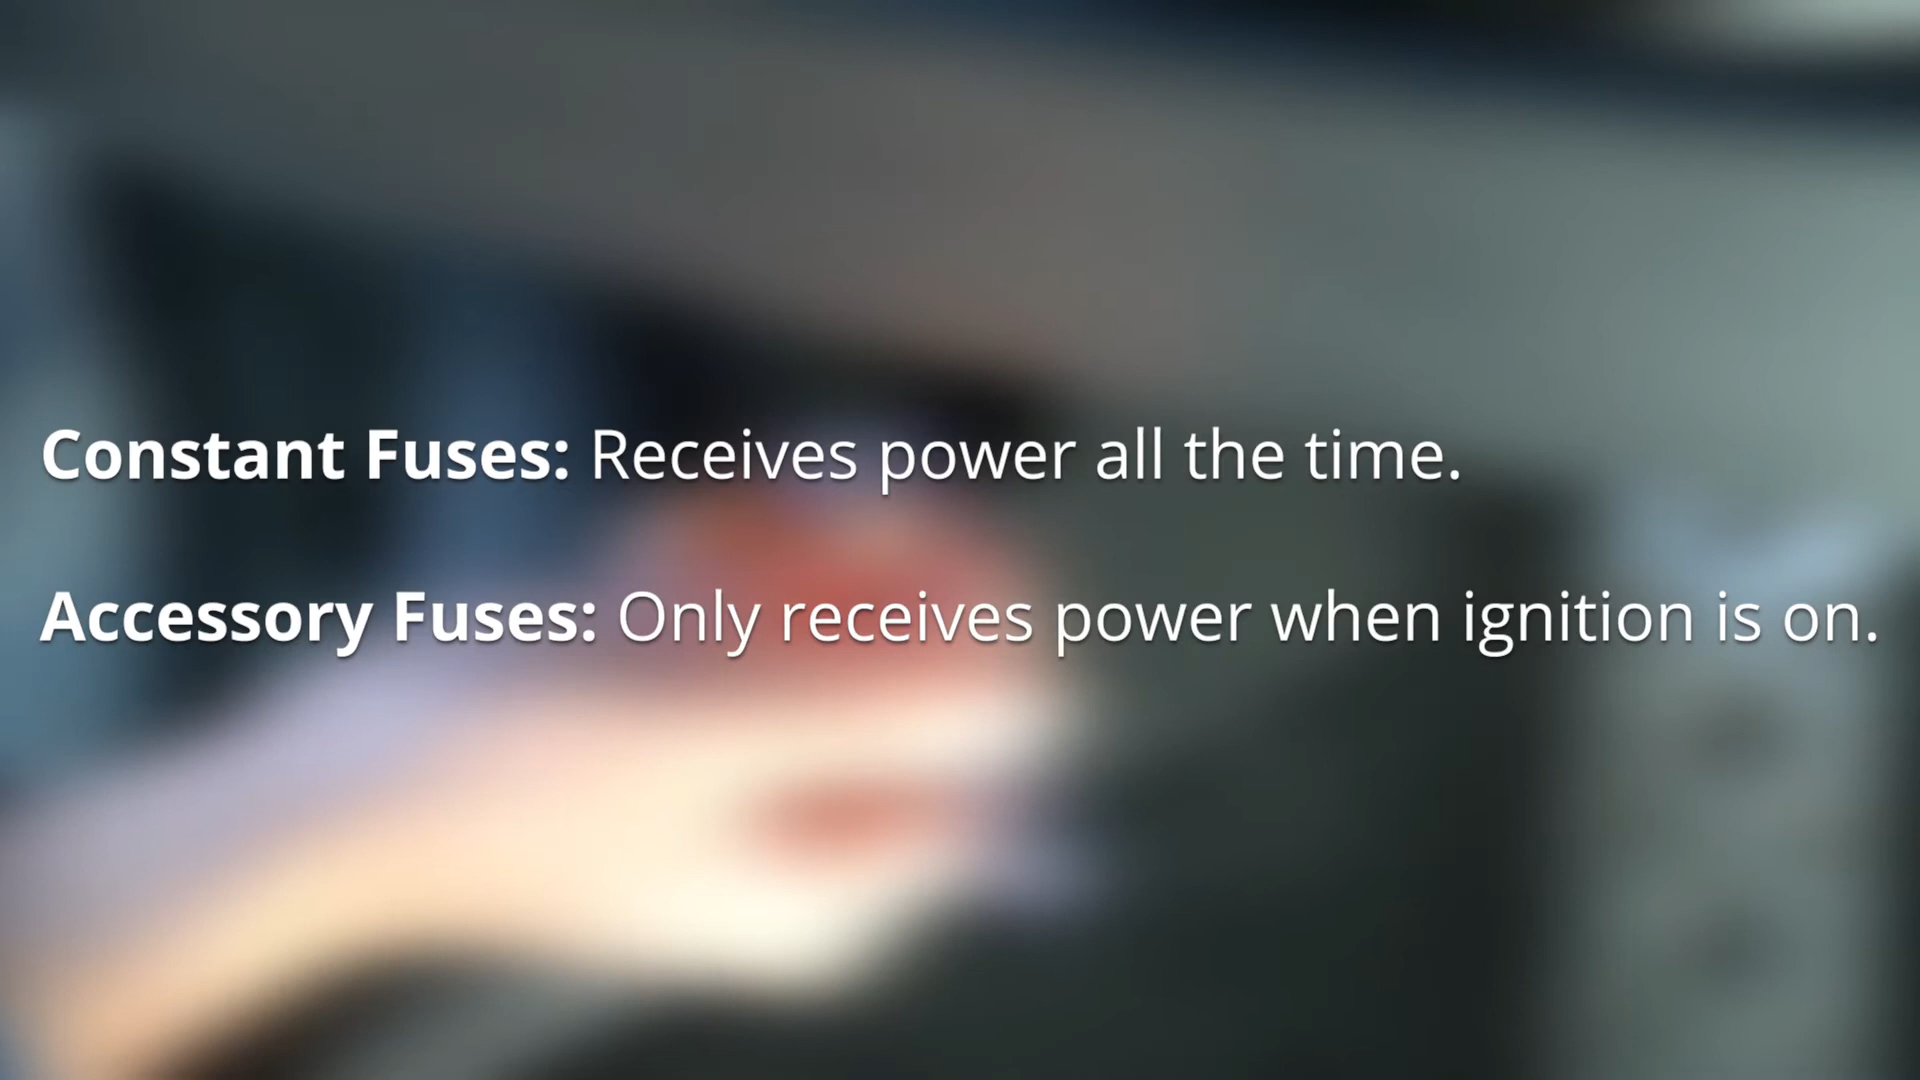 Constant Fuses: Receives power all the time.
Accessory Fuses: Only receives power when ignition is on.